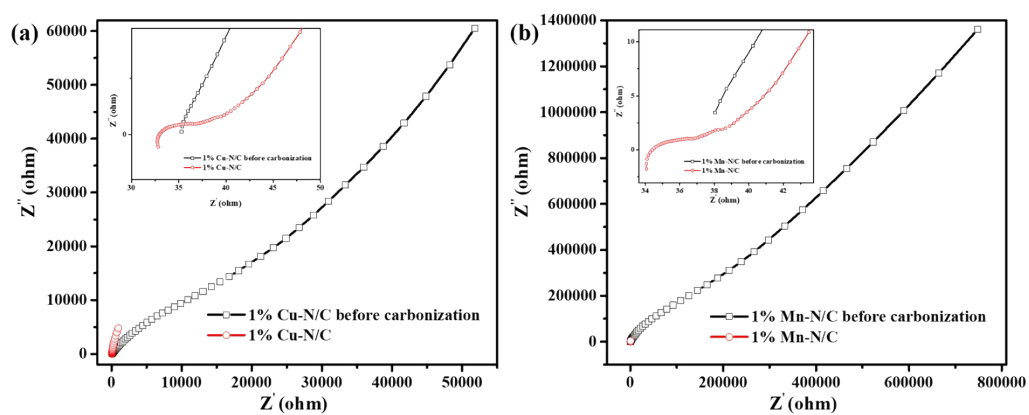 (a)
60000
50000
40000
30000
20000
10000
0
Z'' (ohm)
0 10000 20000 30000 40000 50000
Z' (ohm)
1% Cu-N/C before carbonization
1% Cu-N/C
Z'' (ohm)
0
30 35 40 45 50
Z' (ohm)
1% Cu-N/C before carbonization
1% Cu-N/C
(b)
1400000
1200000
1000000
800000
600000
400000
200000
0
Z'' (ohm)
0 200000 400000 600000 800000
Z' (ohm)
1% Mn-N/C before carbonization
1% Mn-N/C
10
5
0
Z'' (ohm)
34 36 38 40 42
Z' (ohm)
1% Mn-N/C before carbonization
1% Mn-N/C